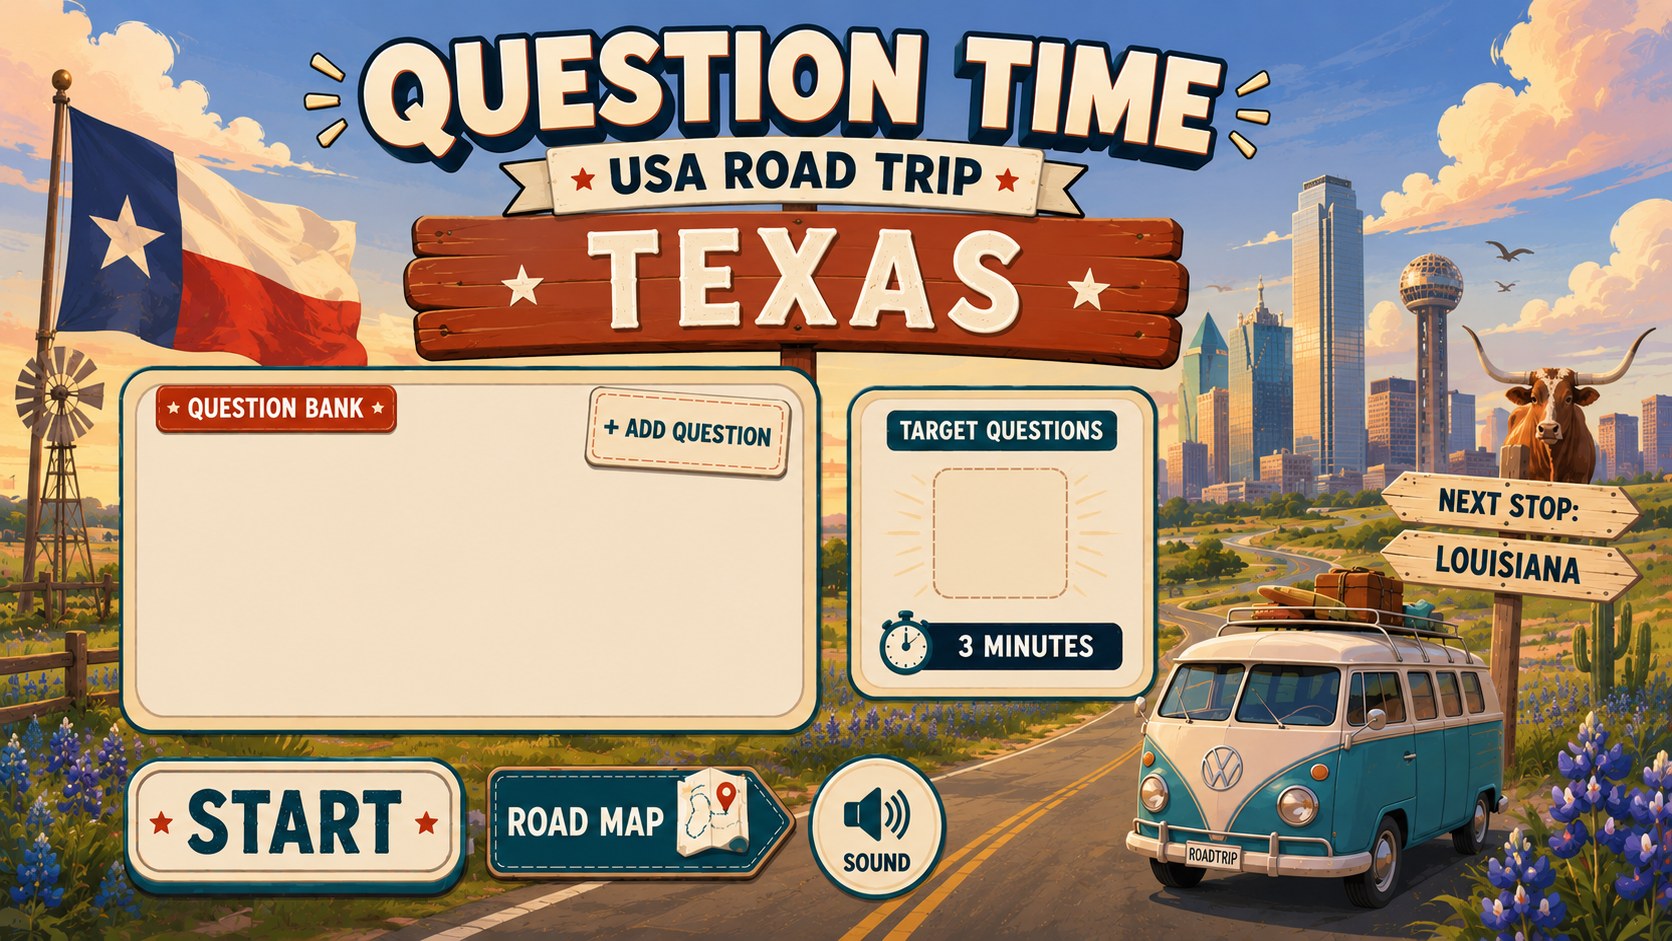 QUESTION TIME
USA ROAD TRIP
TEXAS
QUESTION BANK
+ ADD QUESTION
TARGET QUESTIONS
3 MINUTES
NEXT STOP:
LOUISIANA
START
ROAD MAP
SOUND
ROADTRIP